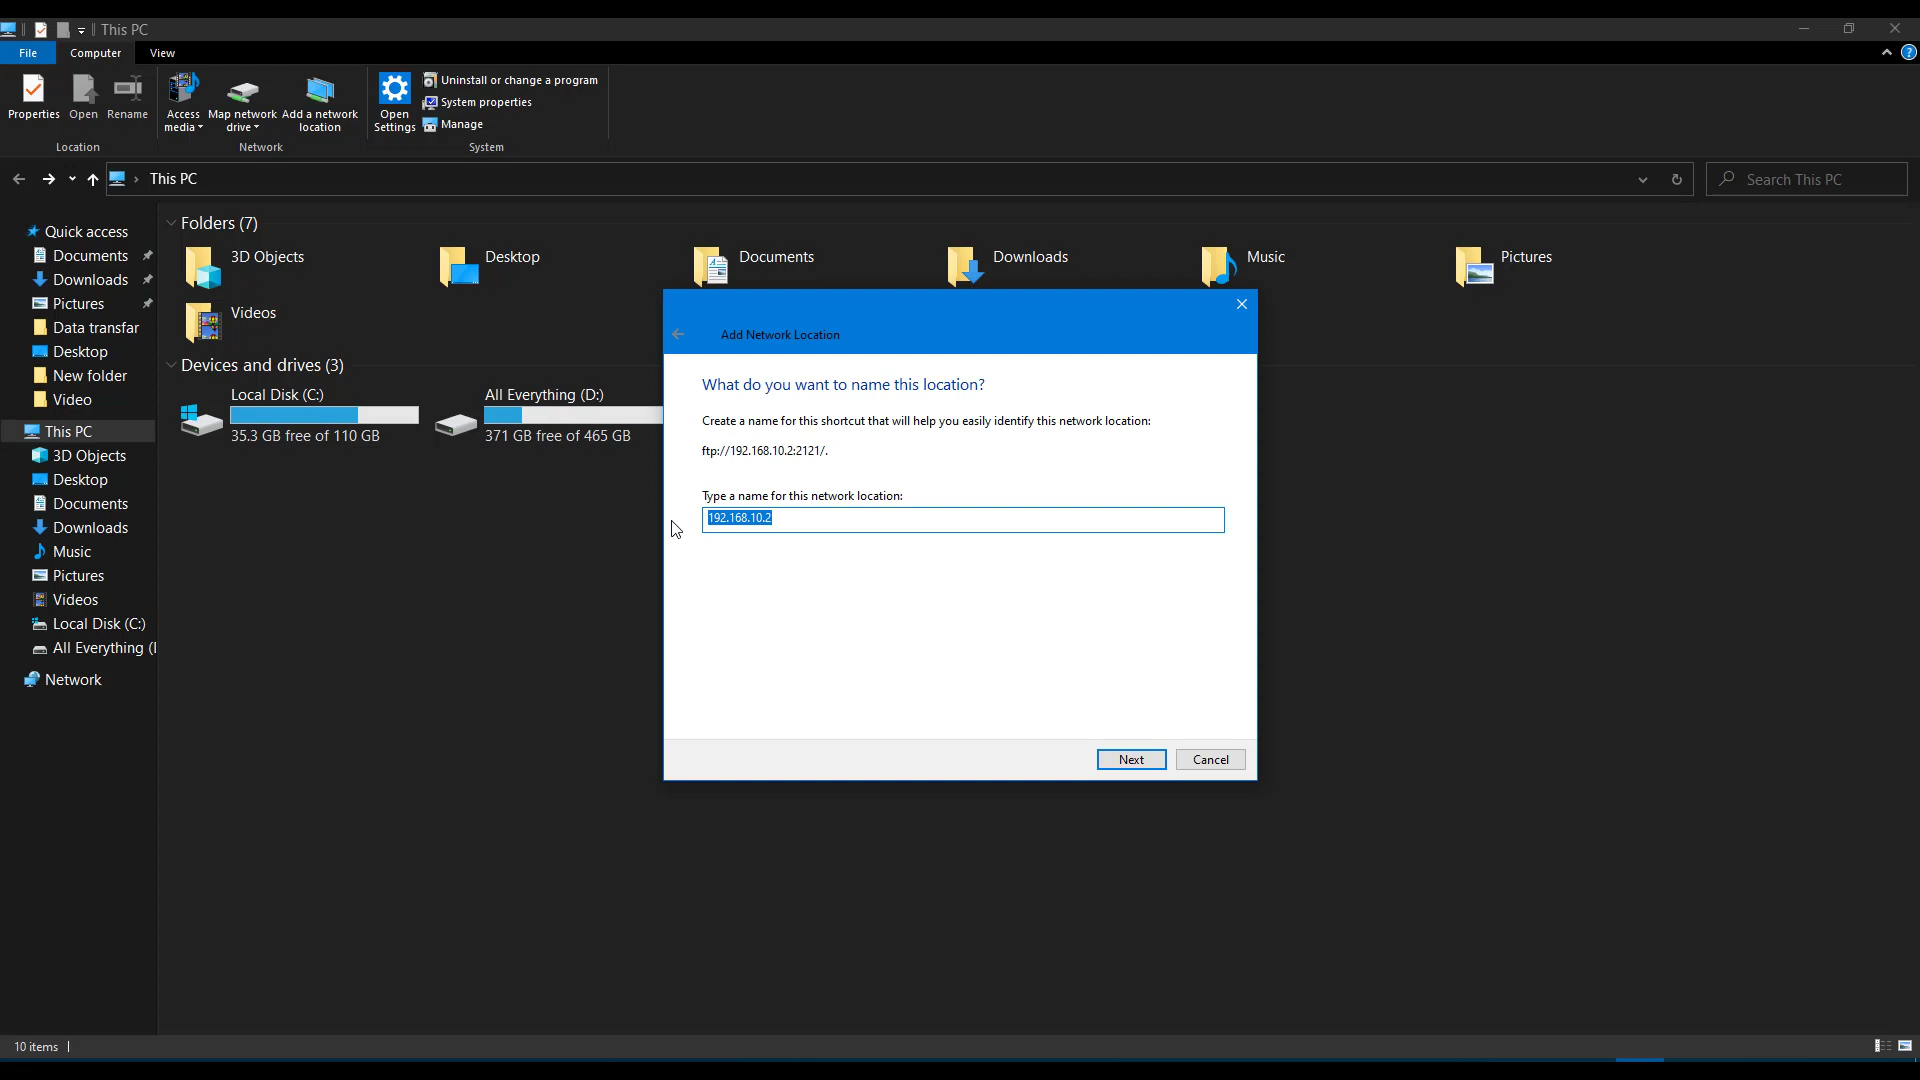 This PC
File
Computer
View
Properties
Open
Rename
Access media
Map network drive
Add a network location
Open Settings
Uninstall or change a program
System properties
Manage
Location
Network
System
This PC
Search This PC
Quick access
Documents
Downloads
Pictures
Data transfar
Desktop
New folder
Video
This PC
3D Objects
Desktop
Documents
Downloads
Music
Pictures
Videos
Local Disk (C:)
All Everything (
Network
Folders (7)
3D Objects
Desktop
Documents
Downloads
Music
Pictures
Videos
Devices and drives (3)
Local Disk (C:)
35.3 GB free of 110 GB
All Everything (D:)
371 GB free of 465 GB
Add Network Location
What do you want to name this location?
Create a name for this shortcut that will help you easily identify this network location:
ftp://192.168.10.2:2121/.
Type a name for this network location:
192.168.10.2
Next
Cancel
10 items